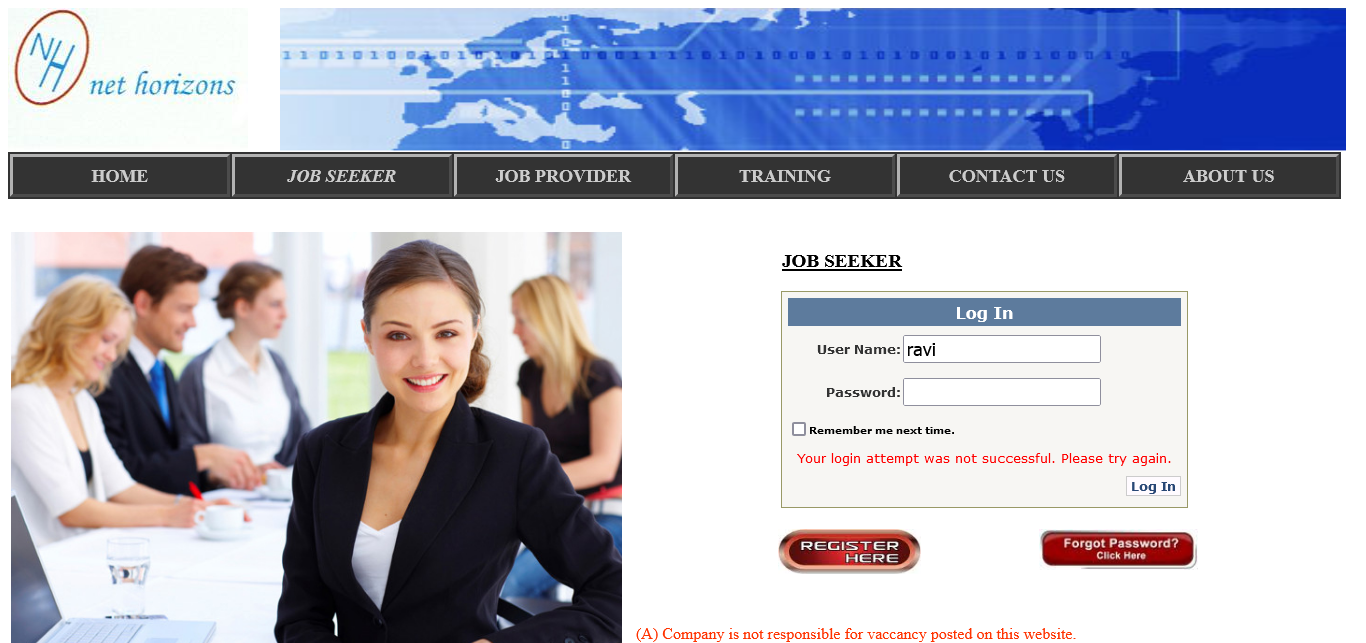 NH net horizons
HOME JOB SEEKER JOB PROVIDER TRAINING CONTACT US ABOUT US
JOB SEEKER
Log In
User Name: ravi
Password:
Remember me next time.
Your login attempt was not successful. Please try again.
Log In
REGISTER HERE
Forgot Password?
Click Here
(A) Company is not responsible for vaccancy posted on this website.